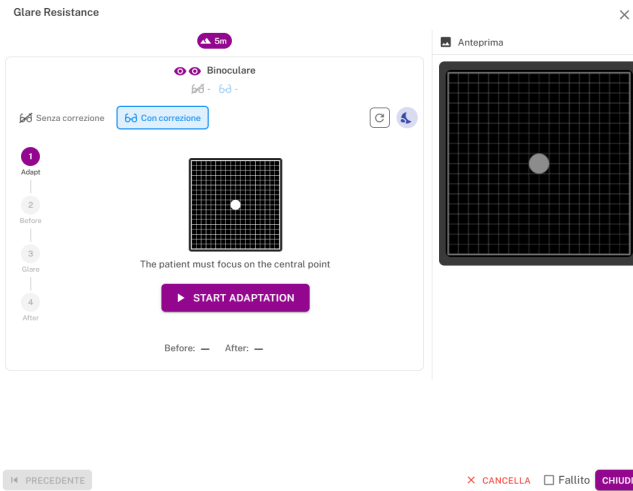 Glare Resistance
5m
Anteprima
Binoculare
- -
Senza correzione
Con correzione
1
Adapt
2
Before
3
Glare
4
After
The patient must focus on the central point
START ADAPTATION
Before: — After: —
PRECEDENTE
CANCELLA
Fallito
CHIUDI